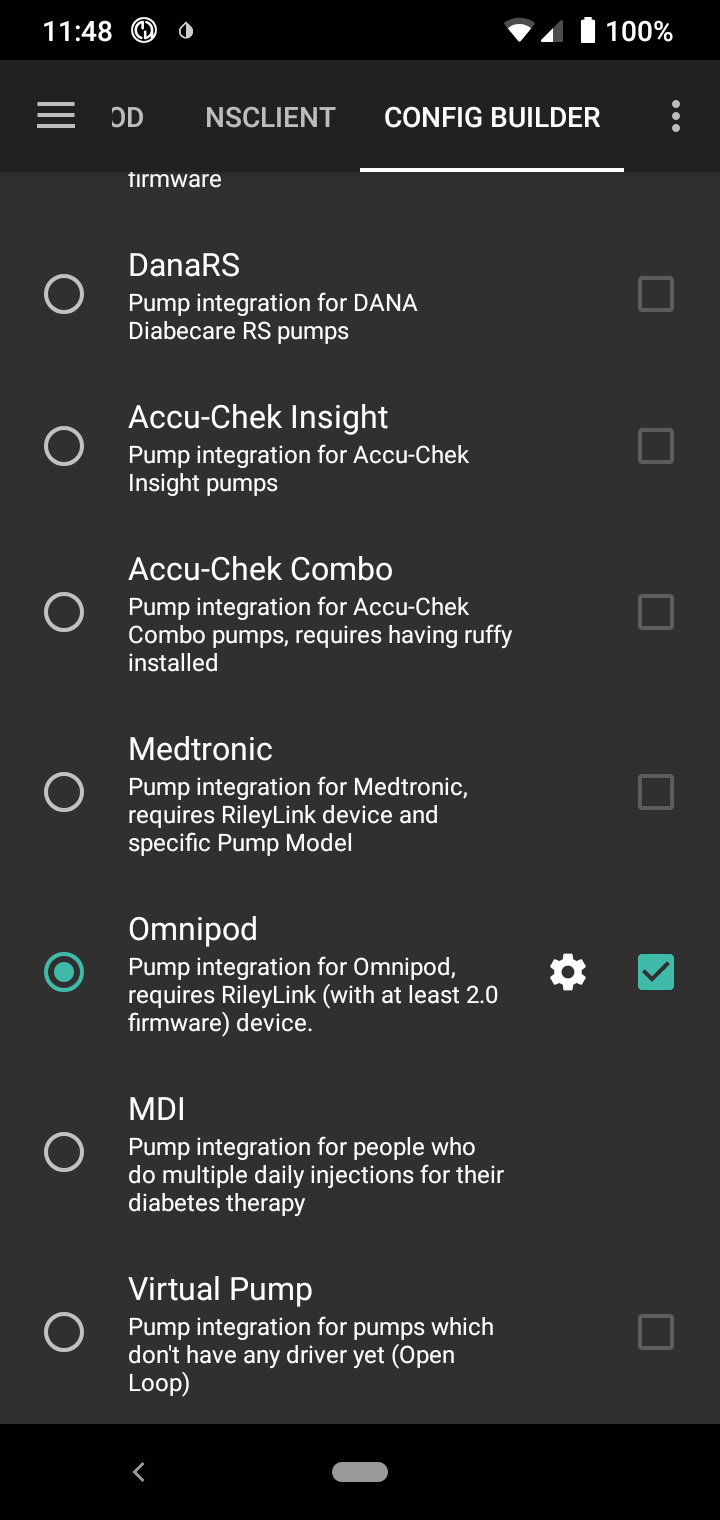 11:48
100%
OD
NSCLIENT
CONFIG BUILDER
firmware
DanaRS
Pump integration for DANA
Diabecare RS pumps
Accu-Chek Insight
Pump integration for Accu-Chek
Insight pumps
Accu-Chek Combo
Pump integration for Accu-Chek
Combo pumps, requires having ruffy
installed
Medtronic
Pump integration for Medtronic,
requires RileyLink device and
specific Pump Model
Omnipod
Pump integration for Omnipod,
requires RileyLink (with at least 2.0
firmware) device.
MDI
Pump integration for people who
do multiple daily injections for their
diabetes therapy
Virtual Pump
Pump integration for pumps which
don't have any driver yet (Open
Loop)